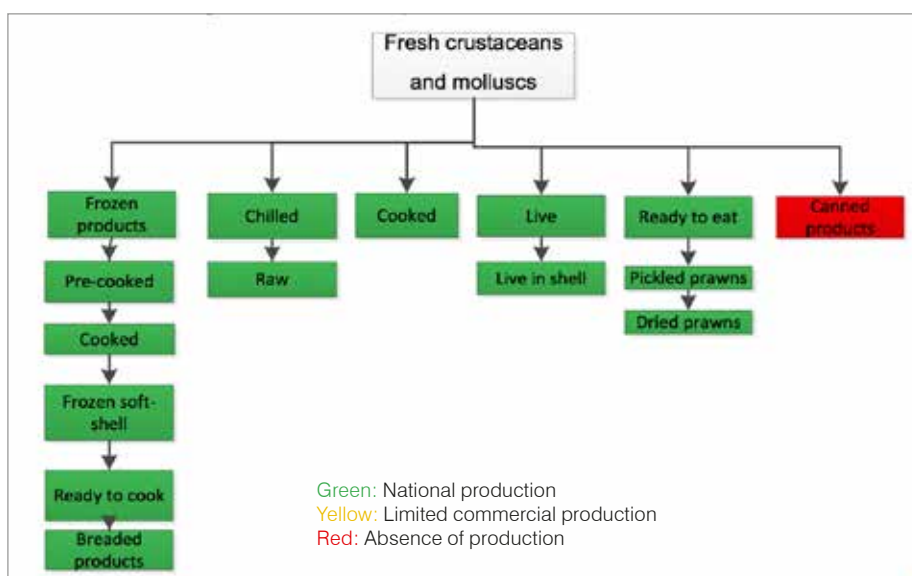 Fresh crustaceans
and molluscs
Frozen
products
Chilled
Cooked
Live
Ready to eat
Canned
products
Pre-cooked
Raw
Live in shell
Pickled prawns
Cooked
Dried prawns
Frozen soft-
shell
Ready to cook
Breaded
products
Green: National production
Yellow: Limited commercial production
Red: Absence of production